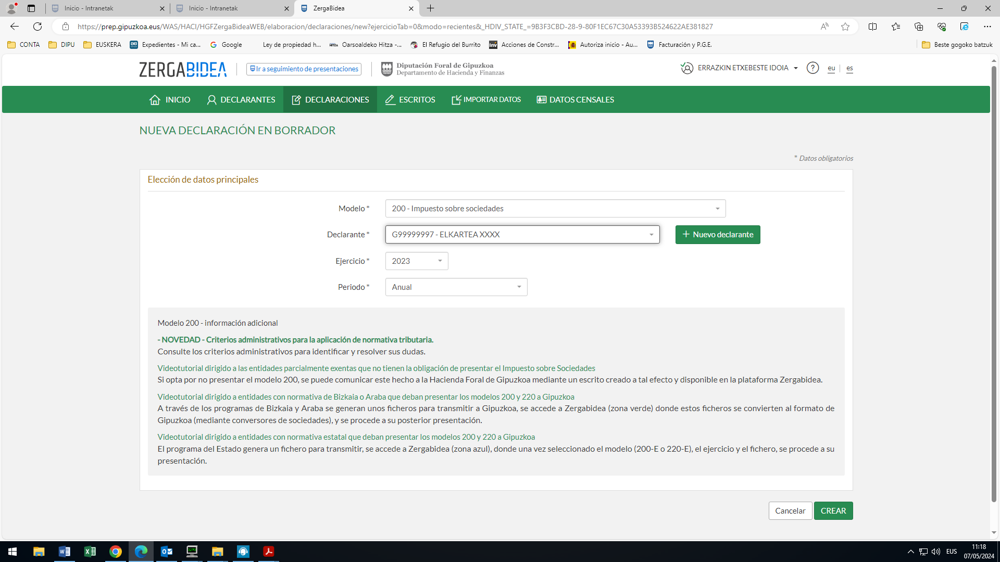 Inicio - Intranetak
Inicio - Intranetak
ZergaBidea
https://prep.gipuzkoa.eus/WAS/HACI/HGFZergaBideaWEB/elaboracion/declaraciones/new?ejercicioTab=0&modo=recientes&_HDIV_STATE_=9B3F3CBD-28-9-80F1EC67C30A53393B524622AE381827
CONTA
DIPU
EUSKERA
Expedientes - Mi ca...
Google
Ley de propiedad h...
Oarsoaldeko Hitza -...
El Refugio del Burrito
Acciones de Constr...
Autoriza inicio - Au...
Facturación y P.G.E.
Beste gogoko batzuk
ZERGABIDEA
Ir a seguimiento de presentaciones
Diputación Foral de Gipuzkoa
Departamento de Hacienda y Finanzas
ERRAZKIN ETXEBESTE IDOIA
eu | es
INICIO
DECLARANTES
DECLARACIONES
ESCRITOS
IMPORTAR DATOS
DATOS CENSALES
NUEVA DECLARACIÓN EN BORRADOR
* Datos obligatorios
Elección de datos principales
Modelo * 200 - Impuesto sobre sociedades
Declarante * G99999997 - ELKARTEA XXXX
+ Nuevo declarante
Ejercicio * 2023
Periodo * Anual
Modelo 200 - información adicional
- NOVEDAD - Criterios administrativos para la aplicación de normativa tributaria.
Consulte los criterios administrativos para identificar y resolver sus dudas.
Videotutorial dirigido a las entidades parcialmente exentas que no tienen la obligación de presentar el Impuesto sobre Sociedades
Si opta por no presentar el modelo 200, se puede comunicar este hecho a la Hacienda Foral de Gipuzkoa mediante un escrito creado a tal efecto y disponible en la plataforma Zergabidea.
Videotutorial dirigido a entidades con normativa de Bizkaia o Araba que deban presentar los modelos 200 y 220 a Gipuzkoa
A través de los programas de Bizkaia y Araba se generan unos ficheros para transmitir a Gipuzkoa, se accede a Zergabidea (zona verde) donde estos ficheros se convierten al formato de
Gipuzkoa (mediante conversores de sociedades), y se procede a su posterior presentación.
Videotutorial dirigido a entidades con normativa estatal que deban presentar los modelos 200 y 220 a Gipuzkoa
El programa del Estado genera un fichero para transmitir, se accede a Zergabidea (zona azul), donde una vez seleccionado el modelo (200-E o 220-E), el ejercicio y el fichero, se procede a su
presentación.
Cancelar
CREAR
EUS
11:18
07/05/2024